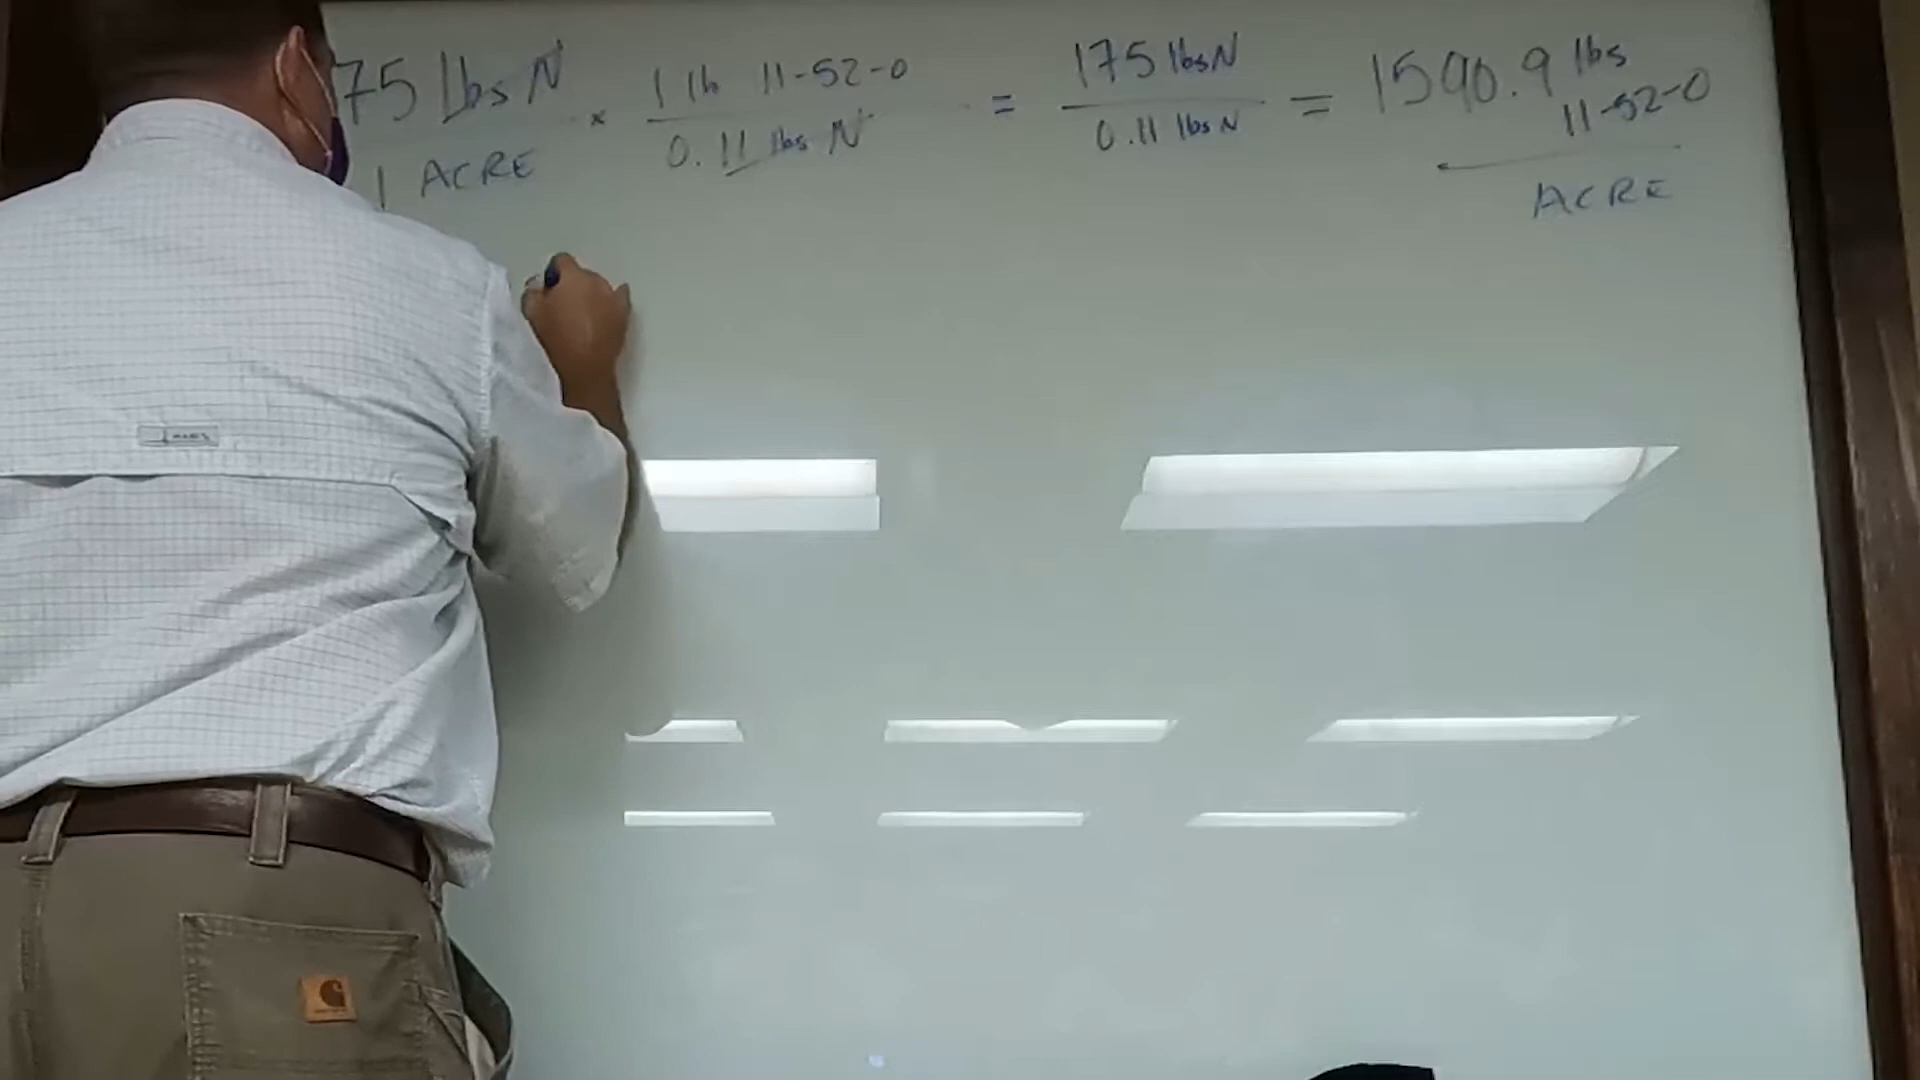 75 lbs N × 1 lb 11-52-0 = 175 lbs N = 1590.9 lbs 11-52-0
1 ACRE 0.11 lbs N 0.11 lbs N ACRE